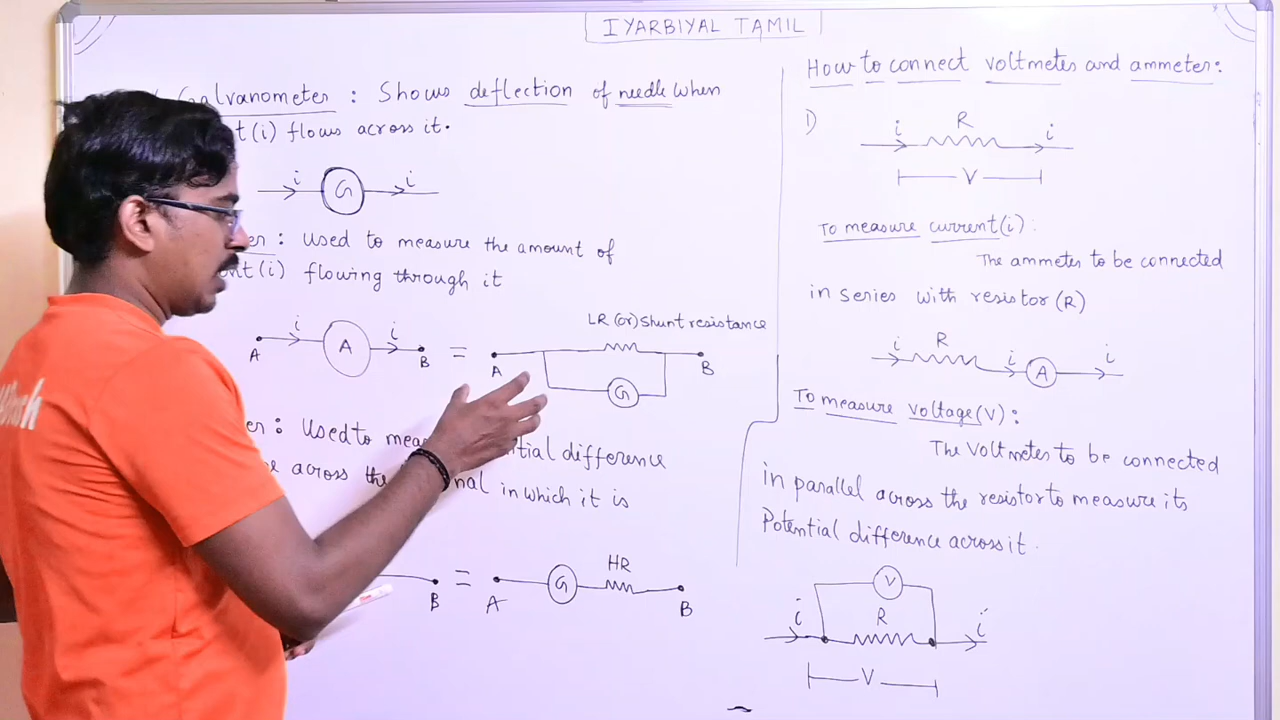 IYARBIYAL TAMIL
Galvanometer : Shows deflection of needle when
t(i) flows across it.
i G i
er : Used to measure the amount of
nt(i) flowing through it
LR (or) Shunt resistance
A i A i B = A G B
er : Used to mea tial difference
e across the nal in which it is
HR
B = A G B
How to connect voltmeter and ammeter :
1) i R i
V
To measure current(i) :
The ammeter to be connected
in series with resistor (R)
i R i A i
To measure voltage(V) :
The Voltmeter to be connected
in parallel across the resistor to measure its
Potential difference across it.
V
i R i
V